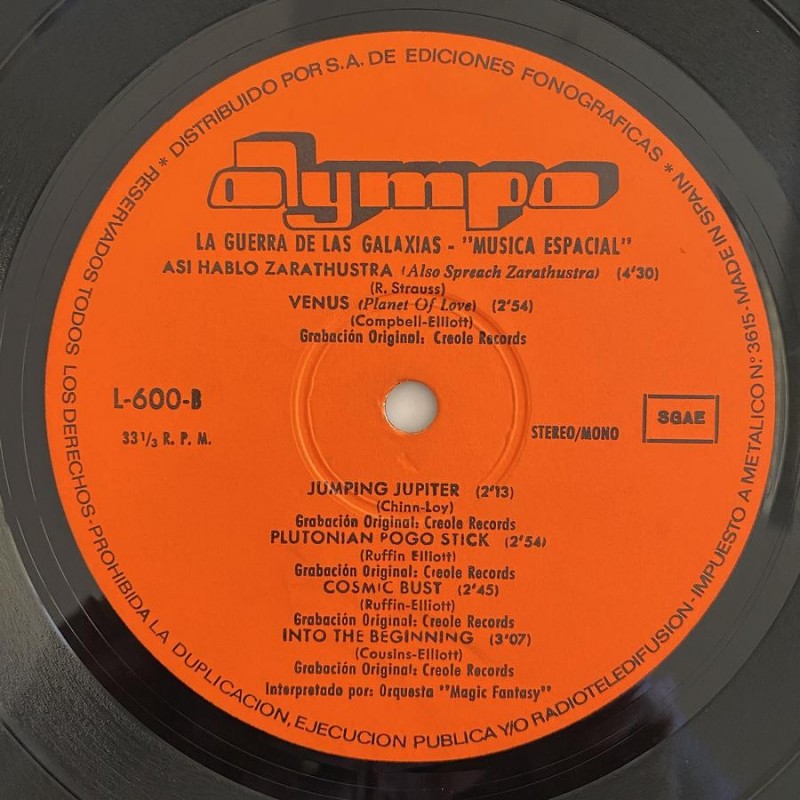 * DISTRIBUIDO POR S.A. DE EDICIONES FONOGRAFICAS *
RESERVADOS TODOS LOS DERECHOS-PROHIBIDA LA DUPLICACION, EJECUCION PUBLICA Y/O RADIOTELEDIFUSION-IMPUESTO A METALICO N.º 3615-MADE IN SPAIN
olympo
LA GUERRA DE LAS GALAXIAS - "MUSICA ESPACIAL"
ASI HABLO ZARATHUSTRA (Also Spreach Zarathustra) (4'30)
(R. Strauss)
VENUS (Planet Of Love) (2'54)
(Campbell-Elliott)
Grabación Original: Creole Records
L-600-B
33 1/3 R. P. M.
STEREO/MONO
SGAE
JUMPING JUPITER (2'13)
(Chinn-Loy)
Grabación Original: Creole Records
PLUTONIAN POGO STICK (2'54)
(Ruffin Elliott)
Grabación Original: Creole Records
COSMIC BUST (2'45)
(Ruffin-Elliott)
Grabación Original: Creole Records
INTO THE BEGINNING (3'07)
(Cousins-Elliott)
Grabación Original: Creole Records
Interpretado por: Orquesta "Magic Fantasy"